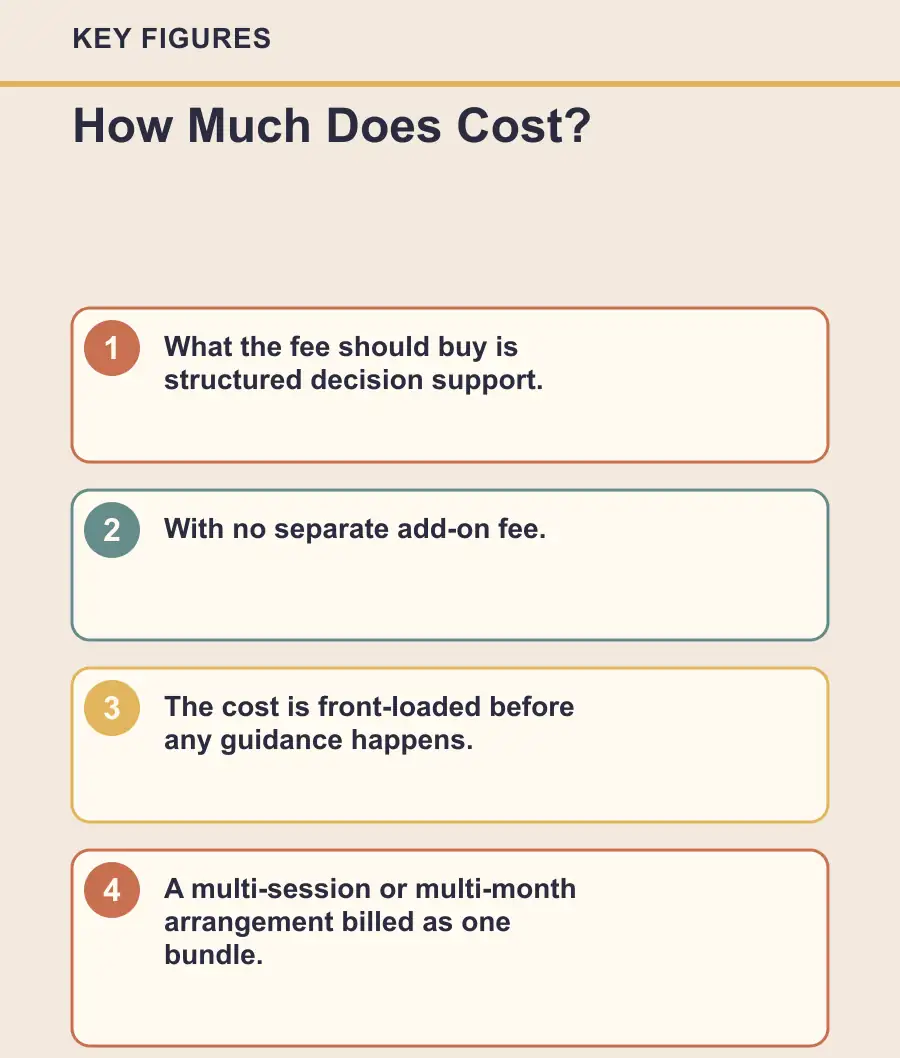 KEY FIGURES
How Much Does Cost?
1
What the fee should buy is
structured decision support.
2
With no separate add-on fee.
3
The cost is front-loaded before
any guidance happens.
4
A multi-session or multi-month
arrangement billed as one
bundle.